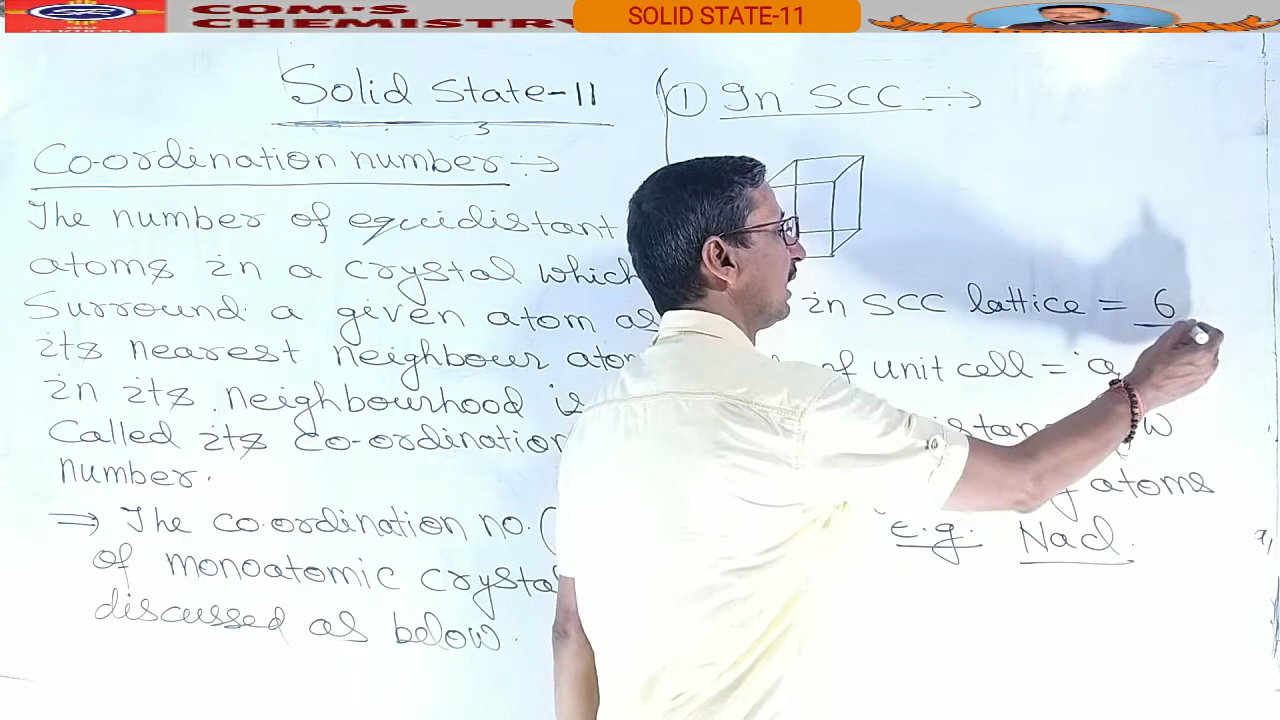 COM'S
CHEMISTRY
SOLID STATE-11
Solid State-11
Co-ordination number
The number of equidistant
atoms in a crystal which
Surround a given atom as
its nearest neighbour
in its neighbourhood is
Called its co-ordination
number.
⇒ The co.ordination no. (
of monoatomic
discussed as below.
① In SCC
in SCC lattice = 6
of unit cell = a
atoms
e.g. Nacl.